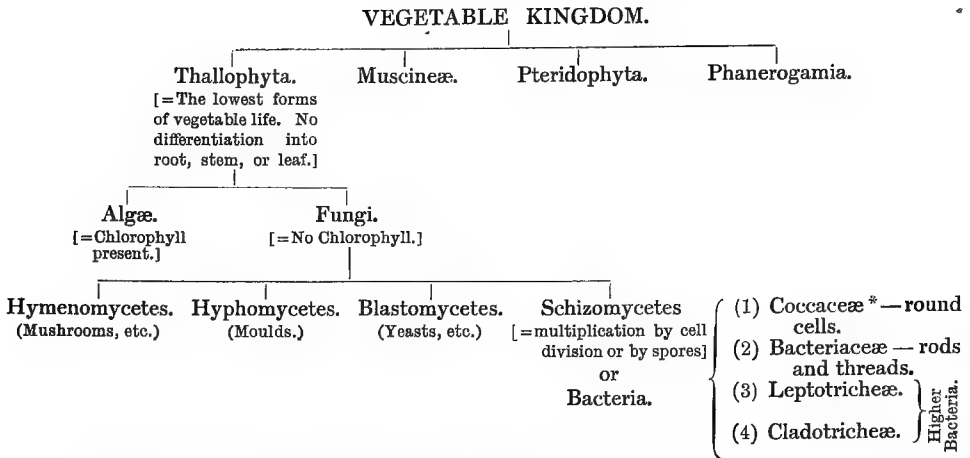 VEGETABLE KINGDOM.
Thallophyta. Muscineæ. Pteridophyta. Phanerogamia.
[=The lowest forms
of vegetable life. No
differentiation into
root, stem, or leaf.]
Algæ. Fungi.
[=Chlorophyll [=No Chlorophyll.]
present.]
Hymenomycetes. Hyphomycetes. Blastomycetes. Schizomycetes
(Mushrooms, etc.) (Moulds.) (Yeasts, etc.) [=multiplication by cell
division or by spores]
or
Bacteria.
(1) Coccaceæ * — round
cells.
(2) Bacteriaceæ — rods
and threads.
(3) Leptotricheæ.
(4) Cladotricheæ.
Higher
Bacteria.